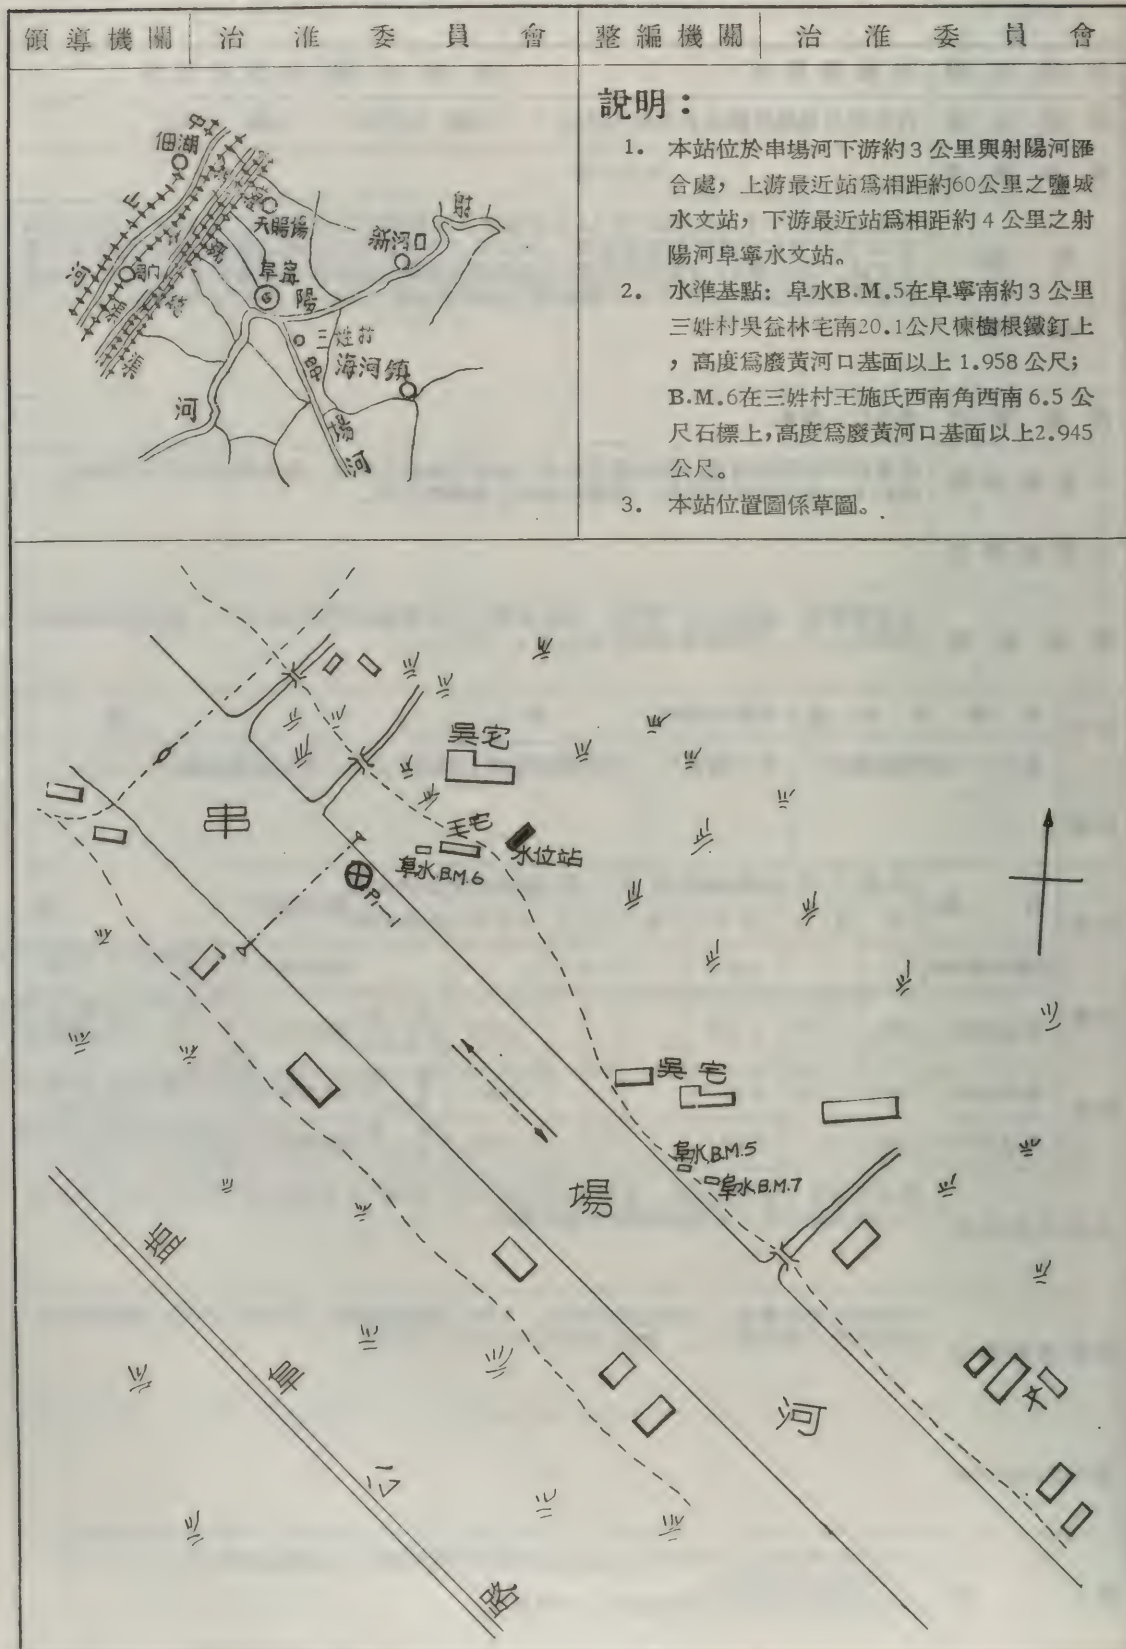 領導機關 治淮委員會 整編機關 治淮委員會
說明：
1. 本站位於串場河下游約3公里與射陽河匯
合處，上游最近站爲相距約60公里之鹽城
水文站，下游最近站爲相距約4公里之射
陽河阜寧水文站。
2. 水準基點：阜水B.M.5在阜寧南約3公里
三姓村吳益林宅南20.1公尺楝樹根鐵釘上
，高度爲廢黃河口基面以上1.958公尺；
B.M.6在三姓村王施氏西南角西南6.5公
尺石標上，高度爲廢黃河口基面以上2.945
公尺。
3. 本站位置圖係草圖。
中
佃湖
山
河
天賜場
新河口
射
阜寧
陽
三姓村
海河鎮
串
場
河
河
渠
吳宅
串
王宅
水位站
阜水B.M.6
P1—1
吳宅
阜水B.M.5
阜水B.M.7
場
河
村
鹽
阜
公
路